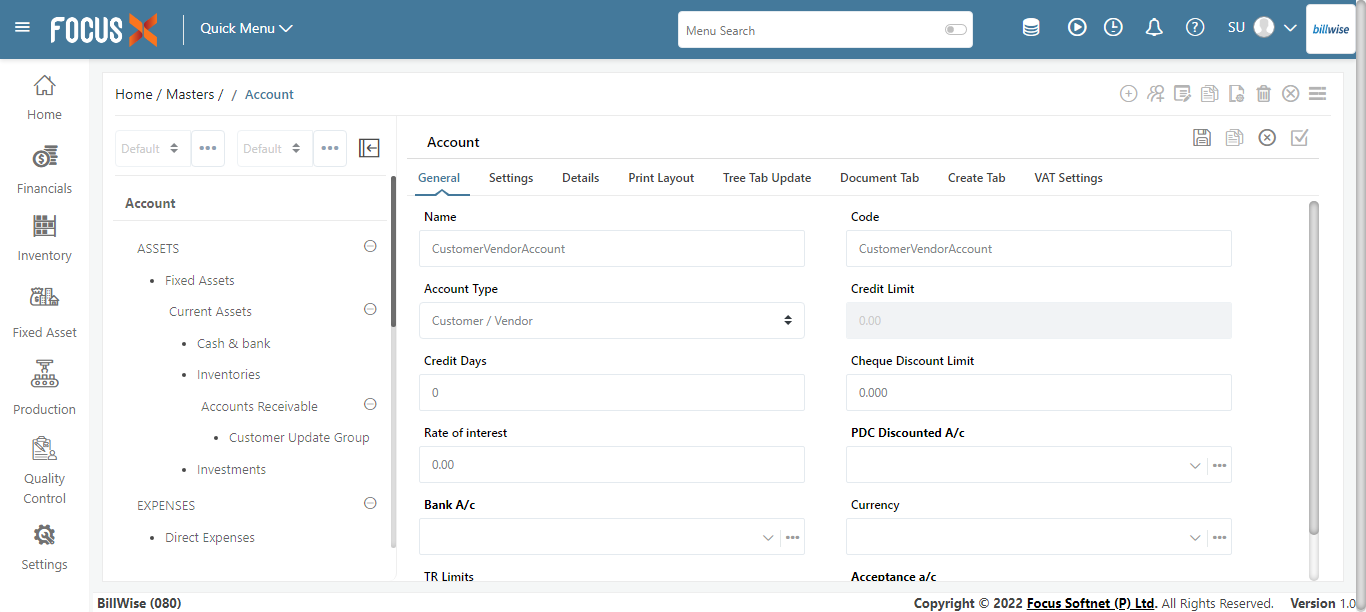 FOCUS X
Quick Menu
Menu Search
SU
billwise
Home
Financials
Inventory
Fixed Asset
Production
Quality
Control
Settings
Home / Masters / / Account
Default
Default
Account
ASSETS
Fixed Assets
Current Assets
Cash & bank
Inventories
Accounts Receivable
Customer Update Group
Investments
EXPENSES
Direct Expenses
Account
General Settings Details Print Layout Tree Tab Update Document Tab Create Tab VAT Settings
Name
CustomerVendorAccount
Code
CustomerVendorAccount
Account Type
Customer / Vendor
Credit Limit
0.00
Credit Days
0
Cheque Discount Limit
0.000
Rate of interest
0.00
PDC Discounted A/c
Bank A/c
Currency
TR Limits
Acceptance a/c
BillWise (080)
Copyright © 2022 Focus Softnet (P) Ltd. All Rights Reserved. Version 1.0